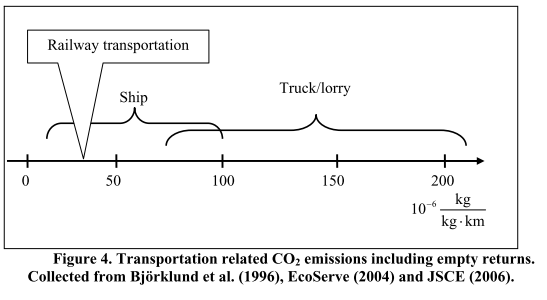 Railway transportation
Ship
Truck/lorry
0 50 100 150 200
10⁻⁶ kg / kg·km
Figure 4. Transportation related CO₂ emissions including empty returns.
Collected from Björklund et al. (1996), EcoServe (2004) and JSCE (2006).